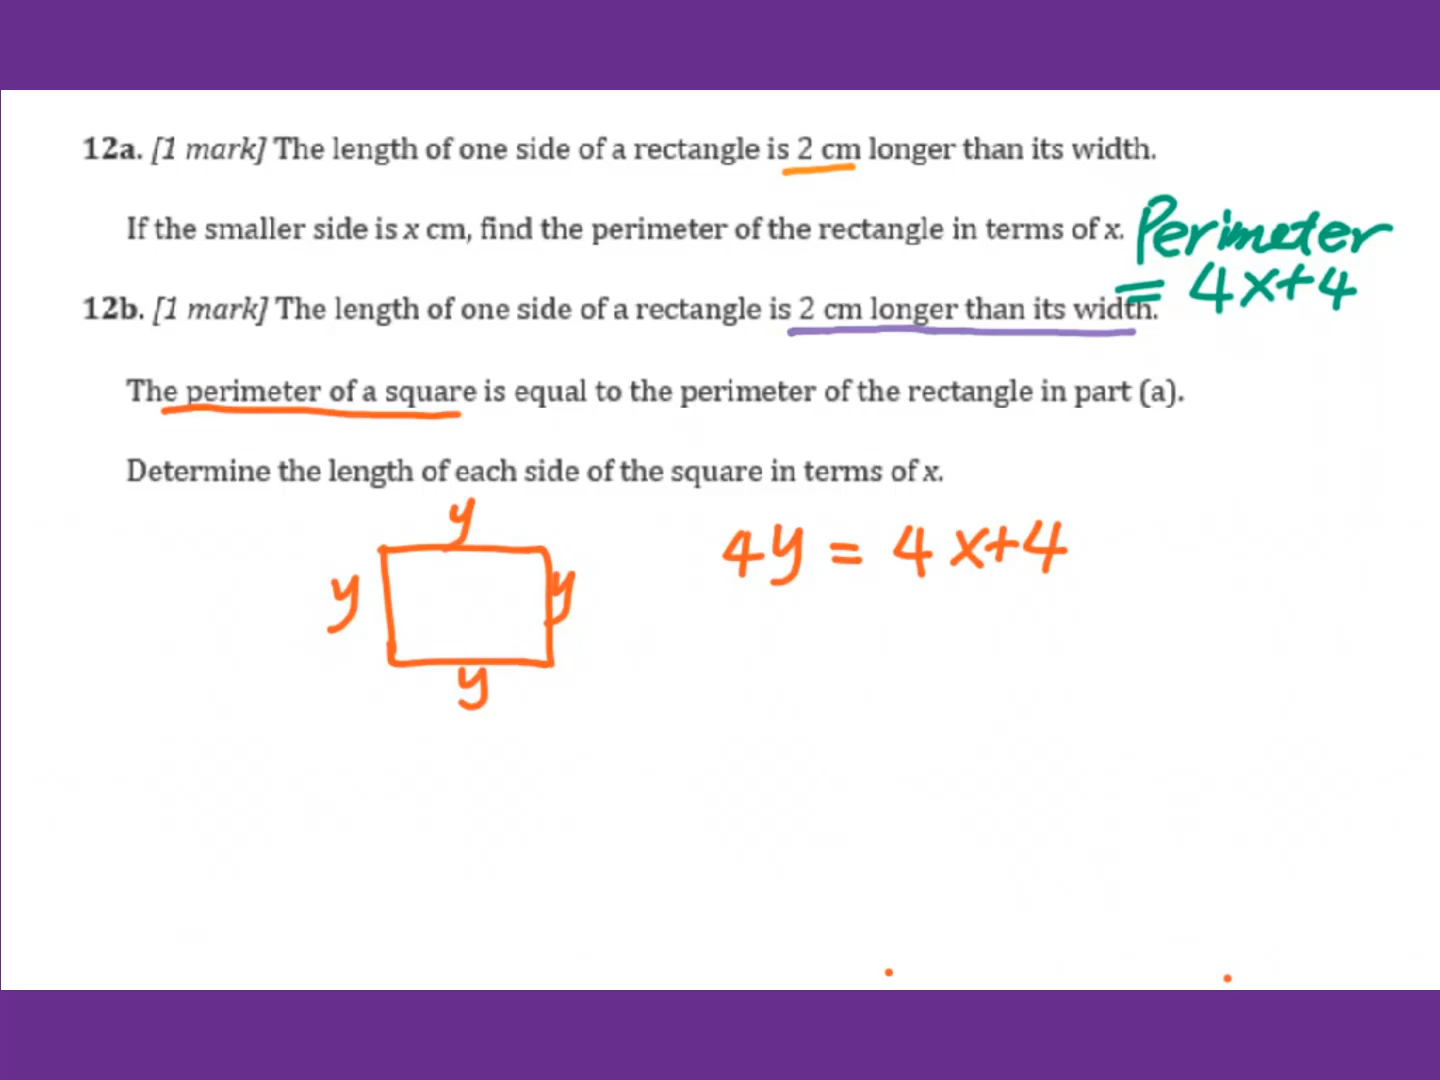 12a. [1 mark] The length of one side of a rectangle is 2 cm longer than its width.
If the smaller side is x cm, find the perimeter of the rectangle in terms of x.
Perimeter
= 4x+4
12b. [1 mark] The length of one side of a rectangle is 2 cm longer than its width.
The perimeter of a square is equal to the perimeter of the rectangle in part (a).
Determine the length of each side of the square in terms of x.
y
4y = 4x+4
y
y
y